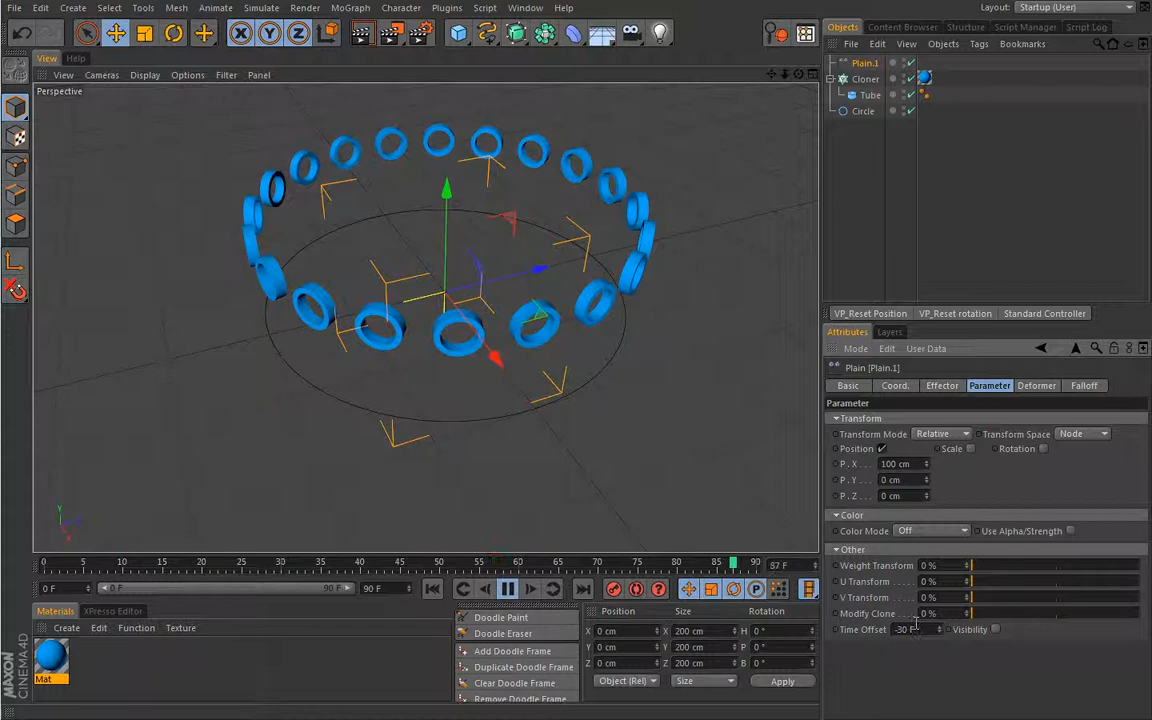 File Edit Create Select Tools Mesh Animate Simulate Render MoGraph Character Plugins Script Window Help
Layout: Startup (User)
Objects Content Browser Structure Script Manager Script Log
File Edit View Objects Tags Bookmarks
View Help
View Cameras Display Options Filter Panel
Perspective
Plain.1
Cloner
Tube
Circle
VP_Reset Position VP_Reset rotation Standard Controller
Attributes Layers
Mode Edit User Data
Plain [Plain.1]
Basic Coord. Effector Parameter Deformer Falloff
Parameter
Transform
Transform Mode Relative Transform Space Node
Position Scale Rotation
P . X . . . 100 cm
P . Y . . . 0 cm
P . Z . . . 0 cm
Color
Color Mode Off Use Alpha/Strength
Other
Weight Transform 0 %
U Transform . . . . . 0 %
V Transform . . . . . 0 %
Modify Clone . . . . 0 %
Time Offset -30 F Visibility
Y
X
0 5 10 15 20 25 30 35 40 45 50 55 60 65 70 75 80 85 90 87 F
0 F 0 F 90 F 90 F
Materials XPresso Editor
Create Edit Function Texture
Mat
Doodle Paint
Doodle Eraser
Add Doodle Frame
Duplicate Doodle Frame
Clear Doodle Frame
Remove Doodle Frame
Position Size Rotation
X 0 cm X 200 cm H 0 °
Y 0 cm Y 200 cm P 0 °
Z 0 cm Z 200 cm B 0 °
Object (Rel) Size Apply
MAXON
CINEMA 4D